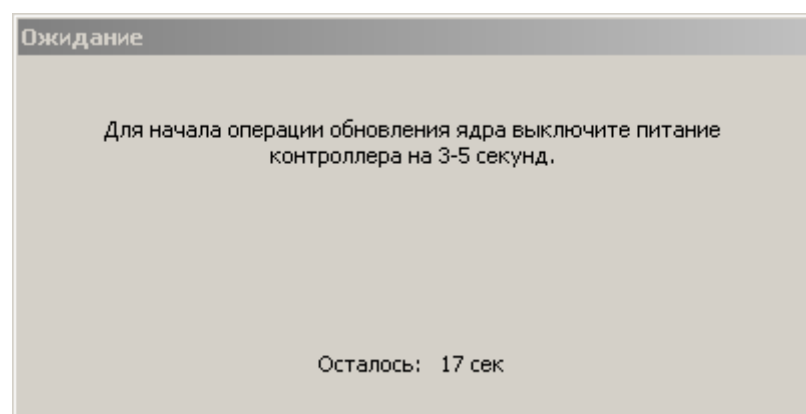 Ожидание
Для начала операции обновления ядра выключите питание
контроллера на 3-5 секунд.
Осталось: 17 сек